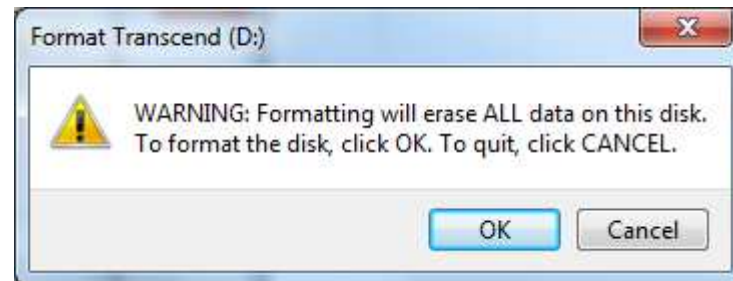 Format Transcend (D:)
WARNING: Formatting will erase ALL data on this disk.
To format the disk, click OK. To quit, click CANCEL.
OK
Cancel